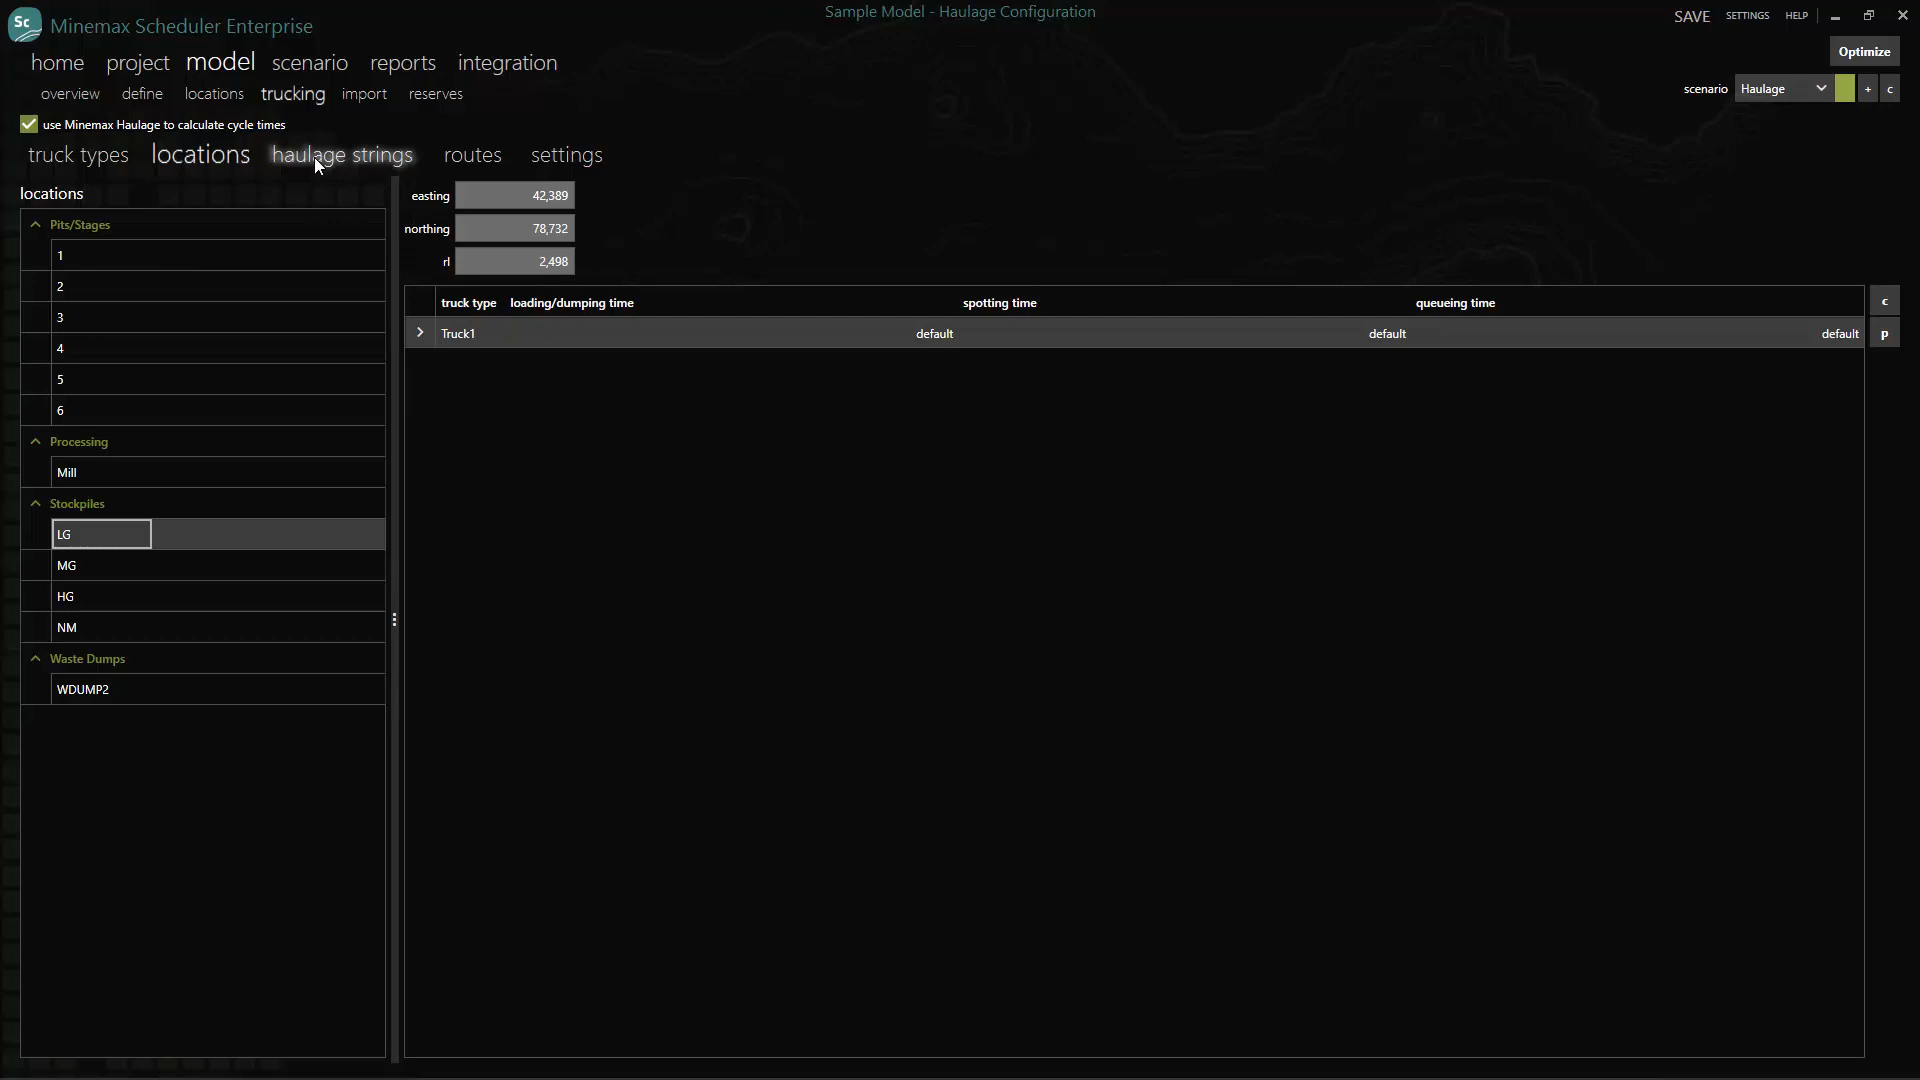 Sc Minemax Scheduler Enterprise
Sample Model - Haulage Configuration
SAVE SETTINGS HELP
home project model scenario reports integration
Optimize
overview define locations trucking import reserves
scenario Haulage + c
use Minemax Haulage to calculate cycle times
truck types locations haulage strings routes settings
locations
Pits/Stages
1
2
3
4
5
6
Processing
Mill
Stockpiles
LG
MG
HG
NM
Waste Dumps
WDUMP2
easting 42,389
northing 78,732
rl 2,498
truck type loading/dumping time spotting time queueing time
c
Truck1 default default default
p